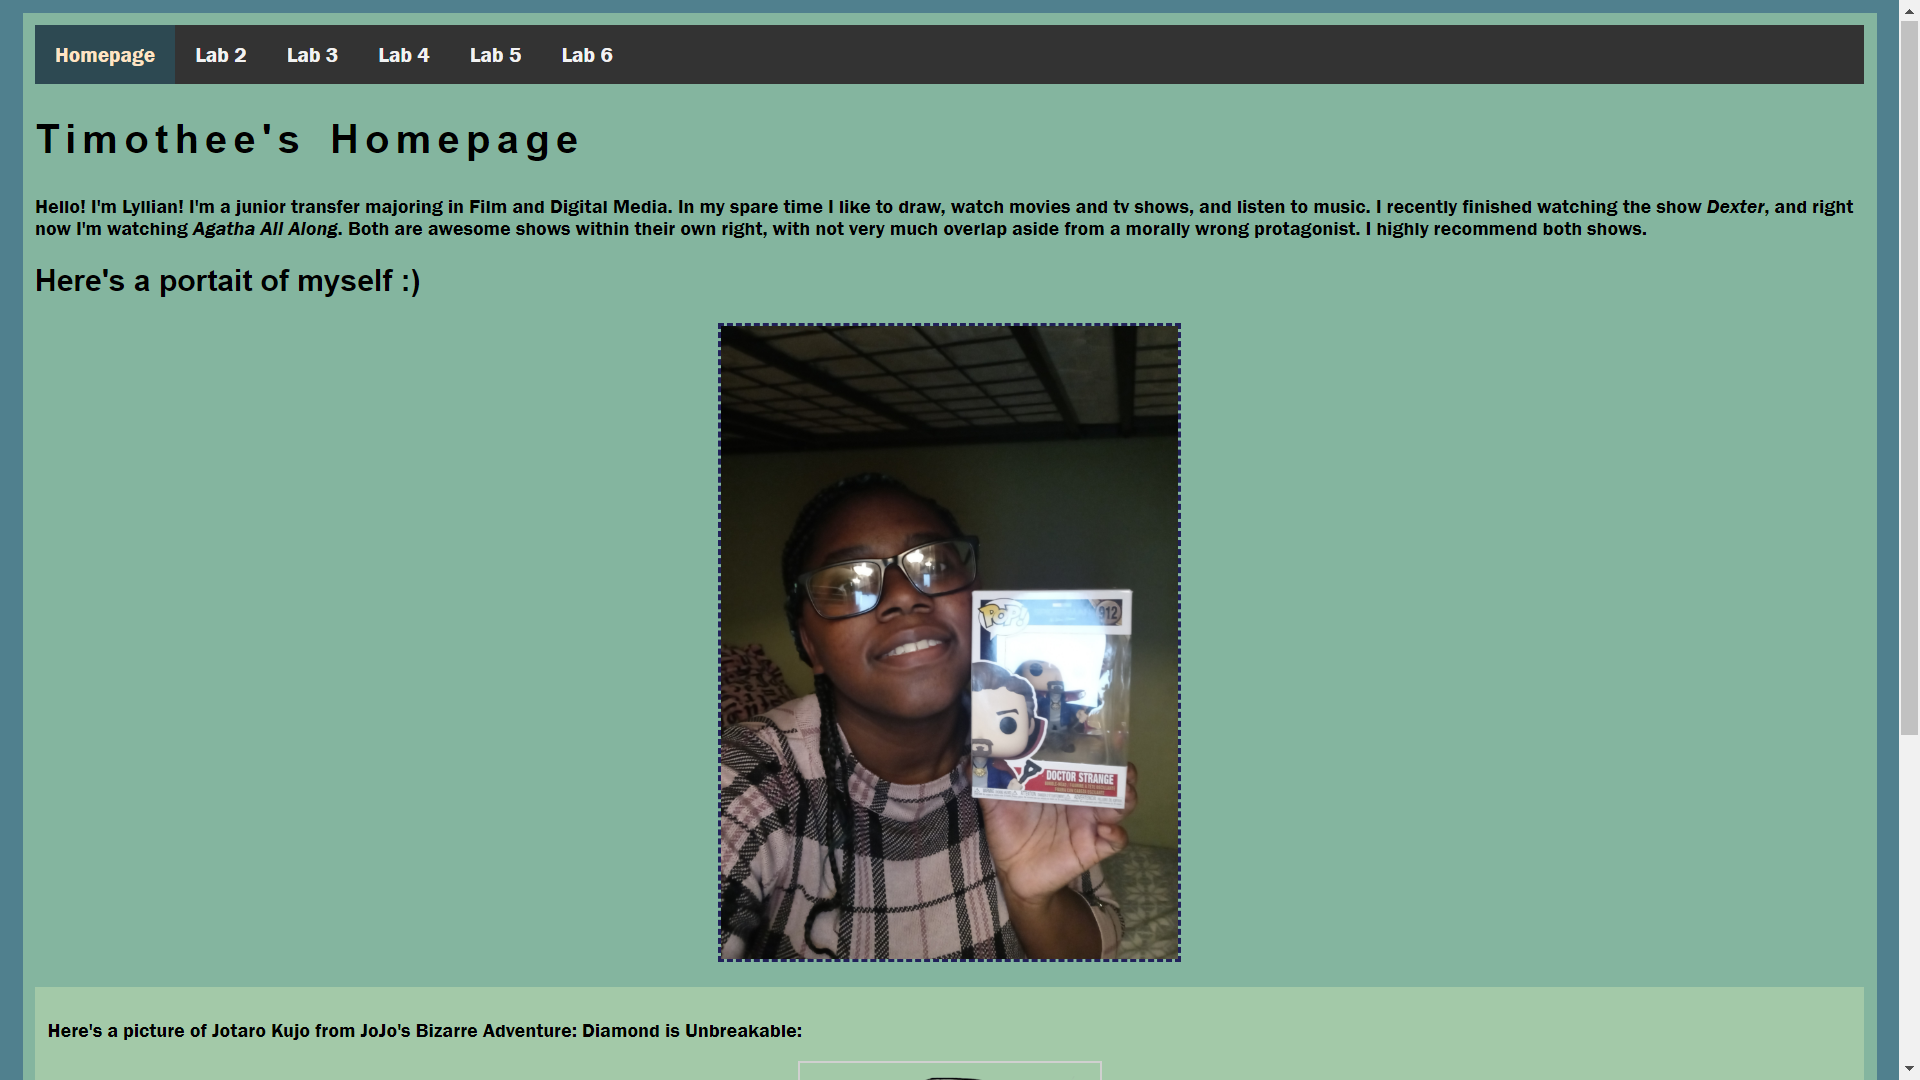 Homepage Lab 2 Lab 3 Lab 4 Lab 5 Lab 6
Timothee's Homepage
Hello! I'm Lyllian! I'm a junior transfer majoring in Film and Digital Media. In my spare time I like to draw, watch movies and tv shows, and listen to music. I recently finished watching the show Dexter, and right
now I'm watching Agatha All Along. Both are awesome shows within their own right, with not very much overlap aside from a morally wrong protagonist. I highly recommend both shows.
Here's a portait of myself :)
POP!
912
DOCTOR STRANGE
Here's a picture of Jotaro Kujo from JoJo's Bizarre Adventure: Diamond is Unbreakable: